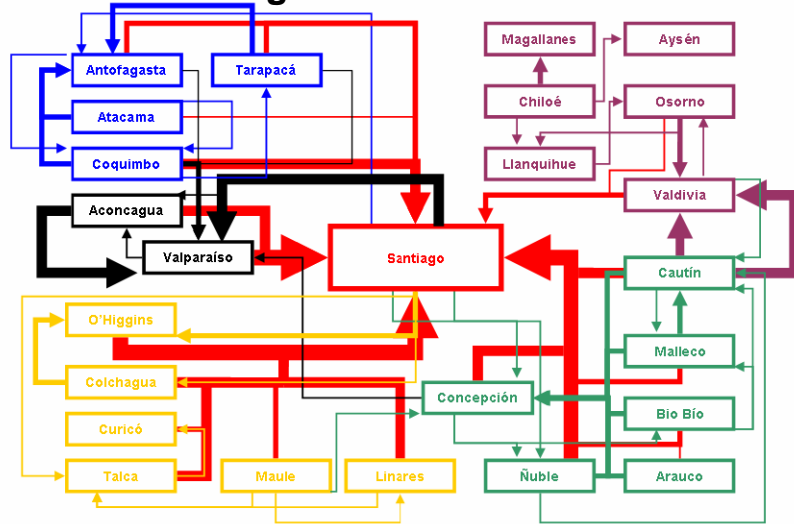 Magallanes
Aysén
Antofagasta
Tarapacá
Chiloé
Osorno
Atacama
Coquimbo
Llanquihue
Valdivia
Aconcagua
Valparaíso
Santiago
Cautín
O'Higgins
Malleco
Colchagua
Concepción
Bio Bío
Curicó
Talca
Maule
Linares
Ñuble
Arauco